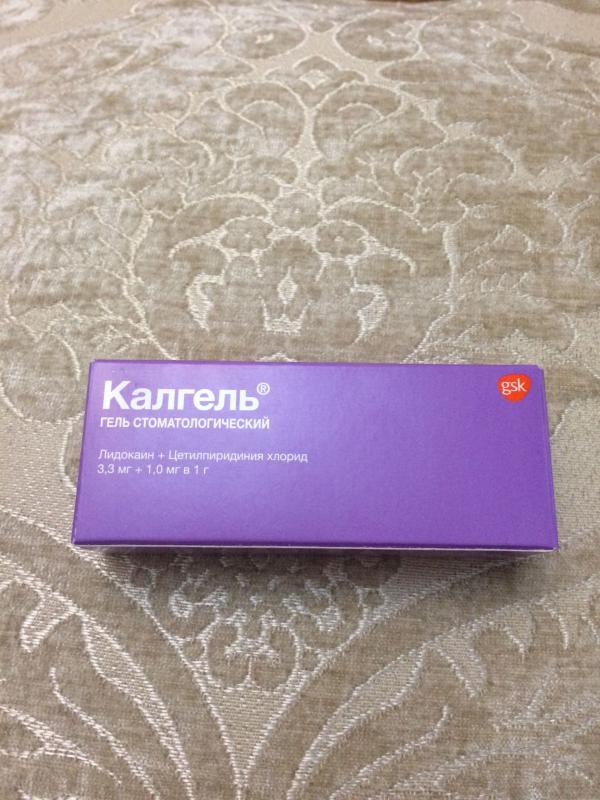 Калгель®
gsk
ГЕЛЬ СТОМАТОЛОГИЧЕСКИЙ
Лидокаин + Цетилпиридиния хлорид
3,3 мг + 1,0 мг в 1 г